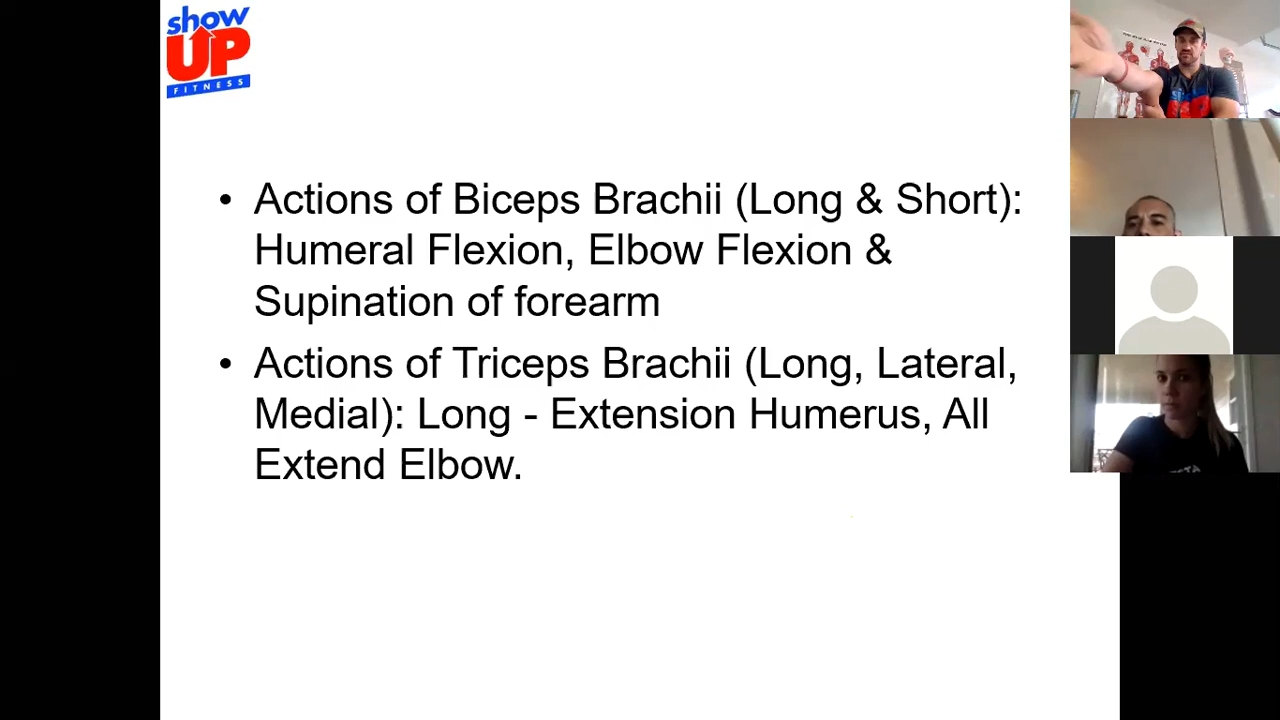 show
UP
FITNESS
• Actions of Biceps Brachii (Long & Short):
Humeral Flexion, Elbow Flexion &
Supination of forearm
• Actions of Triceps Brachii (Long, Lateral,
Medial): Long - Extension Humerus, All
Extend Elbow.